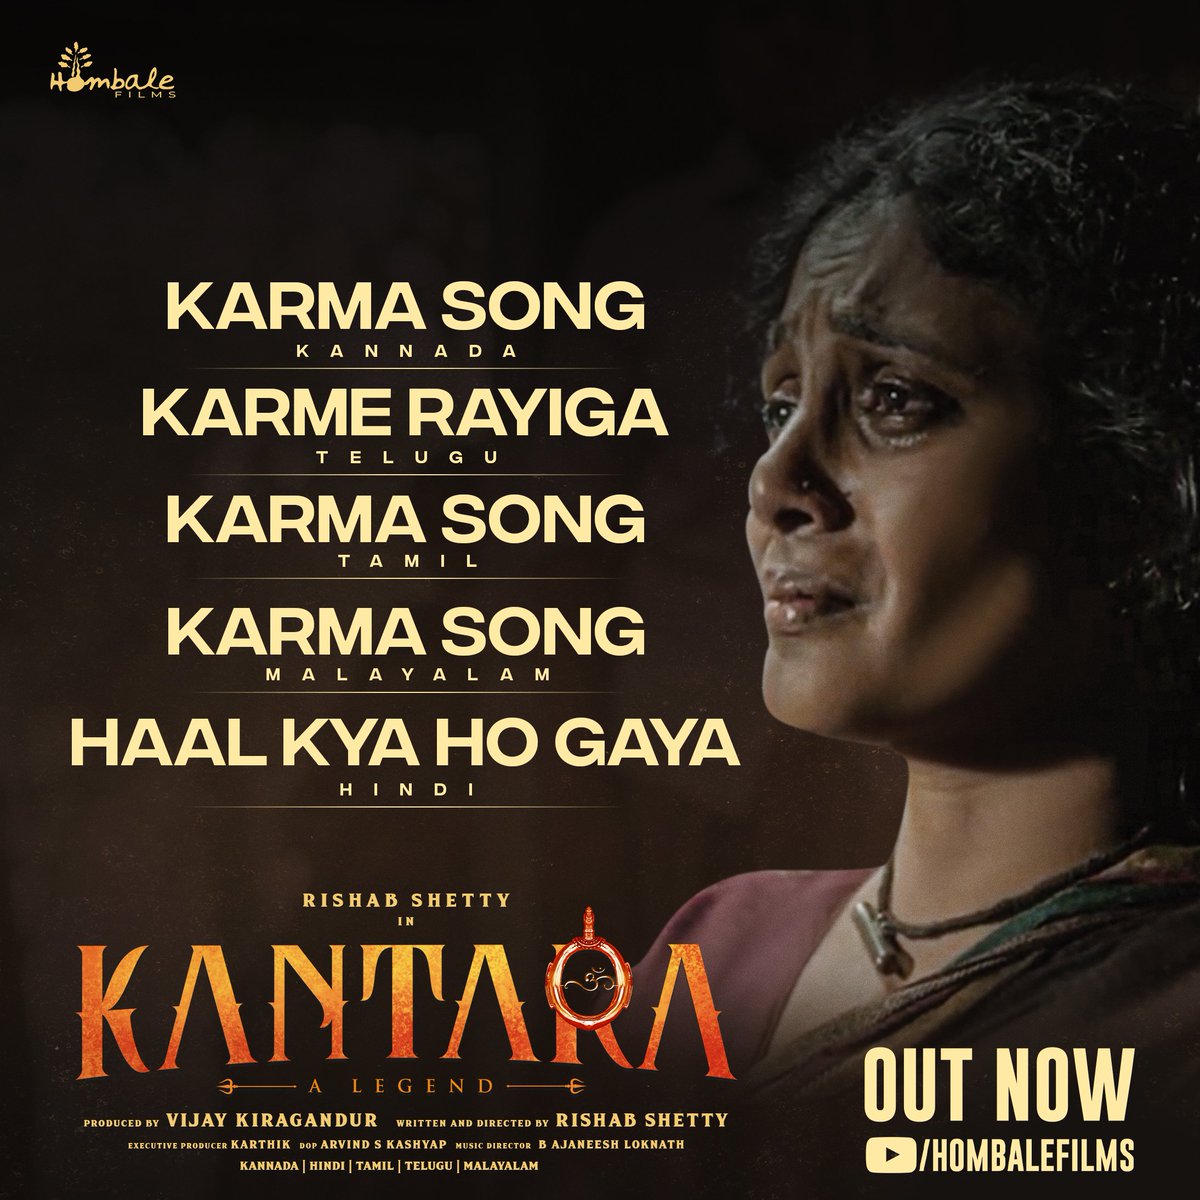 Hombale
FILMS
KARMA SONG
KANNADA
KARME RAYIGA
TELUGU
KARMA SONG
TAMIL
KARMA SONG
MALAYALAM
HAAL KYA HO GAYA
HINDI
RISHAB SHETTY
IN
KANTARA
A LEGEND
PRODUCED BY VIJAY KIRAGANDUR WRITTEN AND DIRECTED BY RISHAB SHETTY
EXECUTIVE PRODUCER KARTHIK DOP ARVIND S KASHYAP MUSIC DIRECTOR B AJANEESH LOKNATH
KANNADA | HINDI | TAMIL | TELUGU | MALAYALAM
OUT NOW
/HOMBALEFILMS